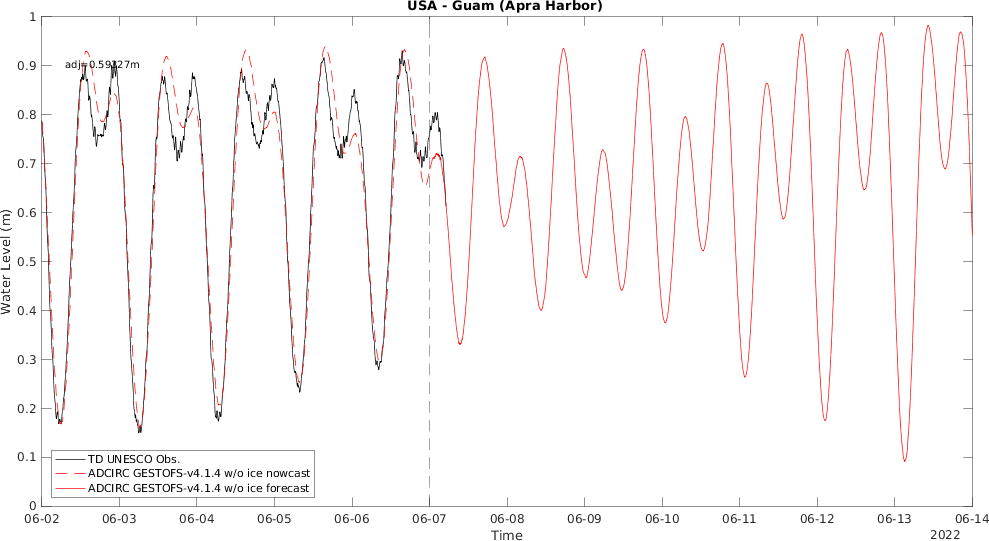 USA - Guam (Apra Harbor)
1
0.9
0.8
0.7
0.6
0.5
0.4
0.3
0.2
0.1
0
Water Level (m)
adj=0.59327m
TD UNESCO Obs.
ADCIRC GESTOFS-v4.1.4 w/o ice nowcast
ADCIRC GESTOFS-v4.1.4 w/o ice forecast
06-02 06-03 06-04 06-05 06-06 06-07 06-08 06-09 06-10 06-11 06-12 06-13 06-14
Time
2022